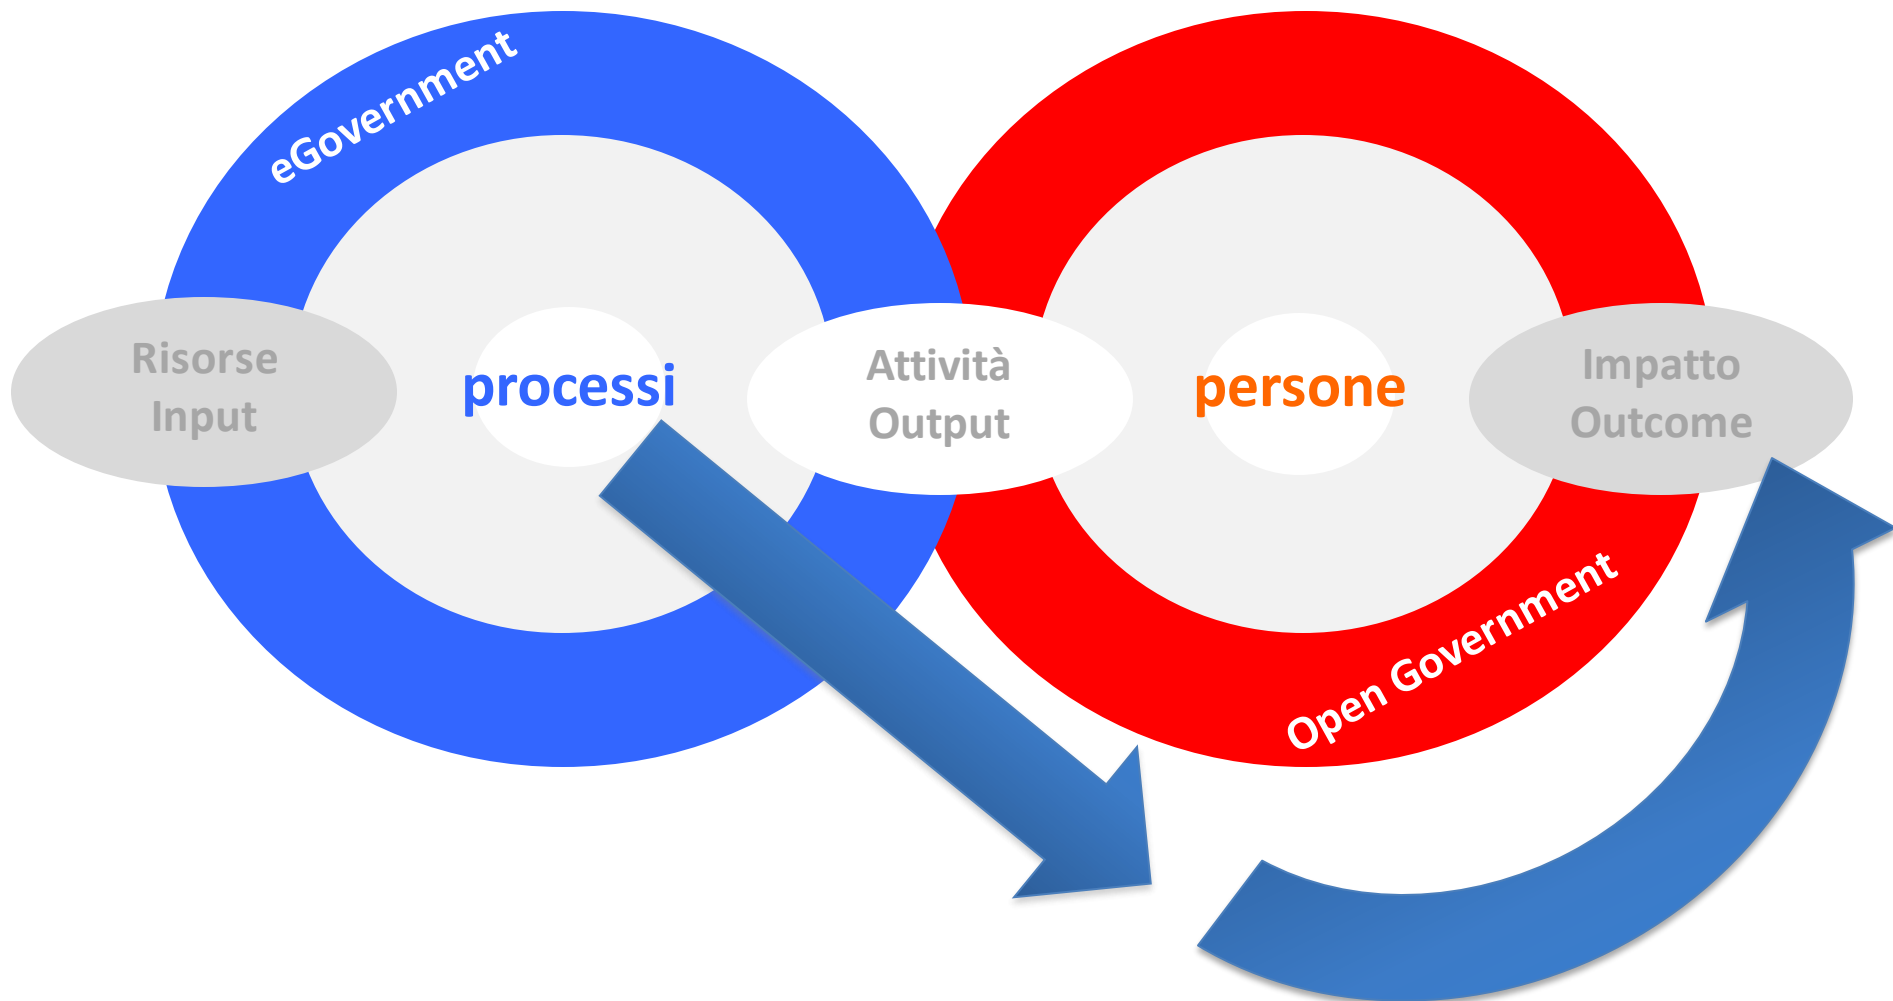 eGovernment
Risorse
Input
processi
Attività
Output
persone
Impatto
Outcome
Open Government